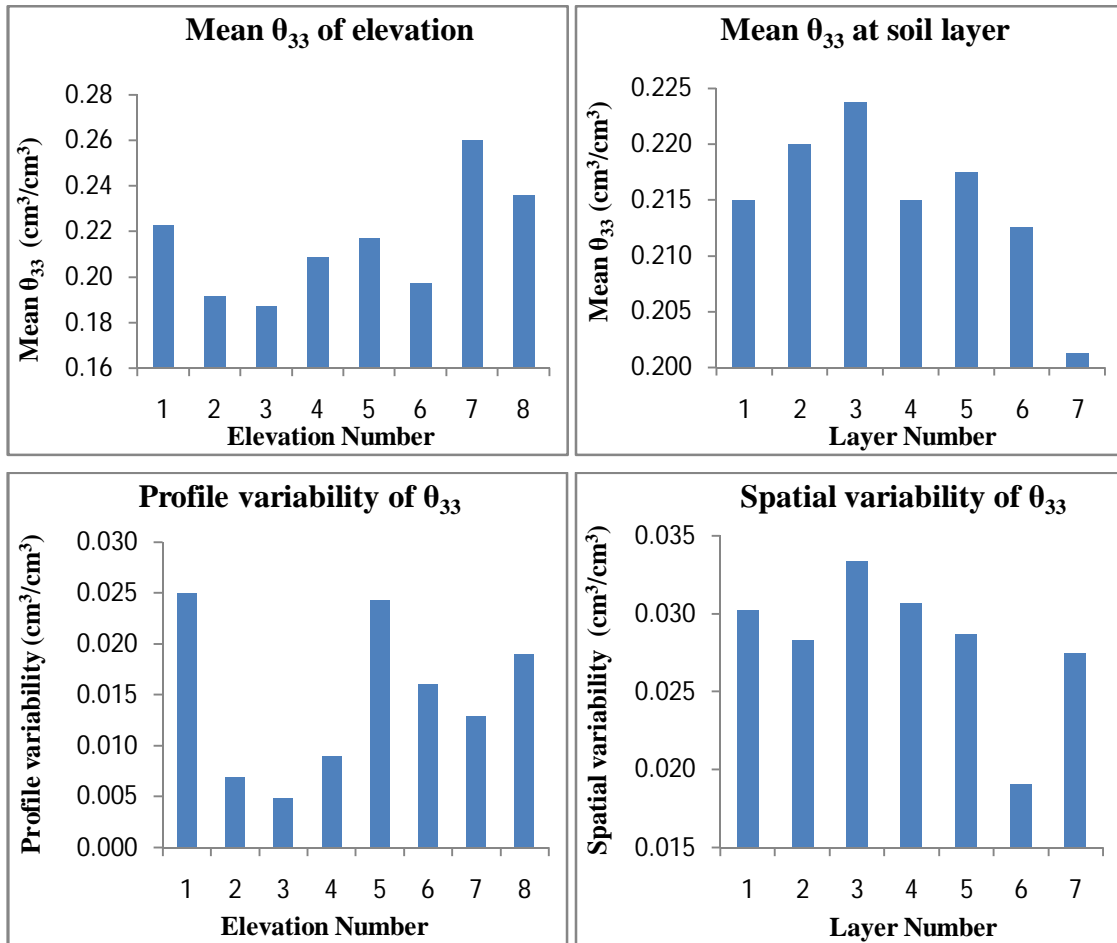 Mean θ₃₃ of elevation
Mean θ₃₃ (cm³/cm³)
0.28
0.26
0.24
0.22
0.20
0.18
0.16
1 2 3 4 5 6 7 8
Elevation Number
Mean θ₃₃ at soil layer
Mean θ₃₃ (cm³/cm³)
0.225
0.220
0.215
0.210
0.205
0.200
1 2 3 4 5 6 7
Layer Number
Profile variability of θ₃₃
Profile variability (cm³/cm³)
0.030
0.025
0.020
0.015
0.010
0.005
0.000
1 2 3 4 5 6 7 8
Elevation Number
Spatial variability of θ₃₃
Spatial variability (cm³/cm³)
0.035
0.030
0.025
0.020
0.015
1 2 3 4 5 6 7
Layer Number